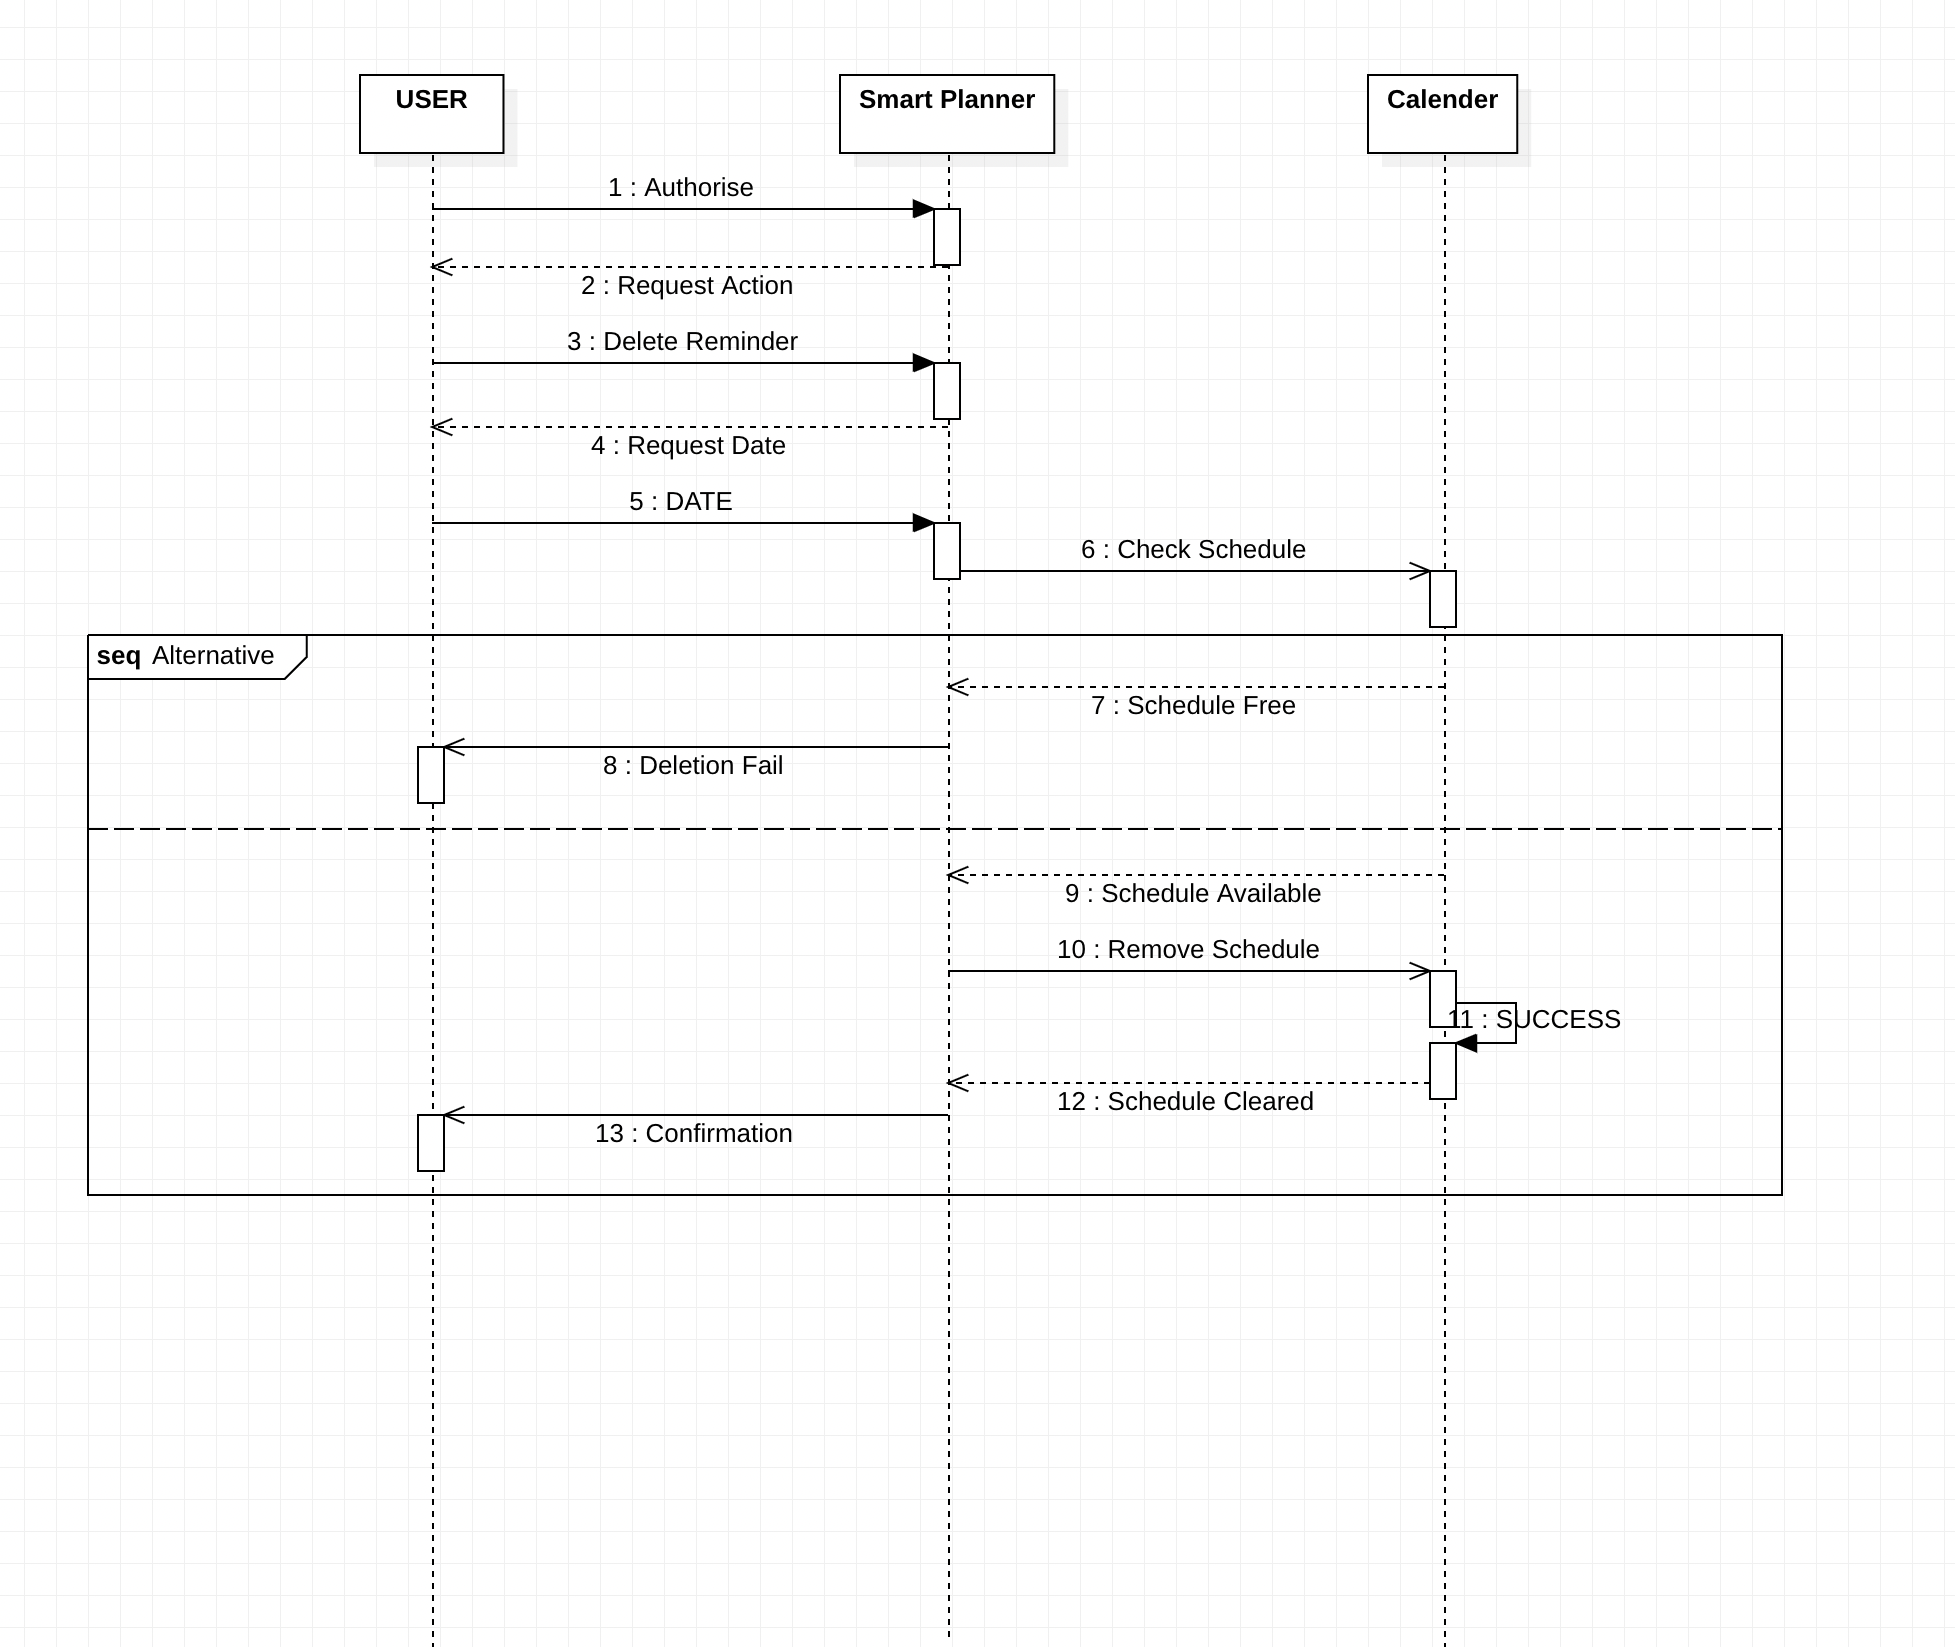 USER
Smart Planner
Calender
1 : Authorise
2 : Request Action
3 : Delete Reminder
4 : Request Date
5 : DATE
6 : Check Schedule
seq Alternative
7 : Schedule Free
8 : Deletion Fail
9 : Schedule Available
10 : Remove Schedule
11 : SUCCESS
12 : Schedule Cleared
13 : Confirmation